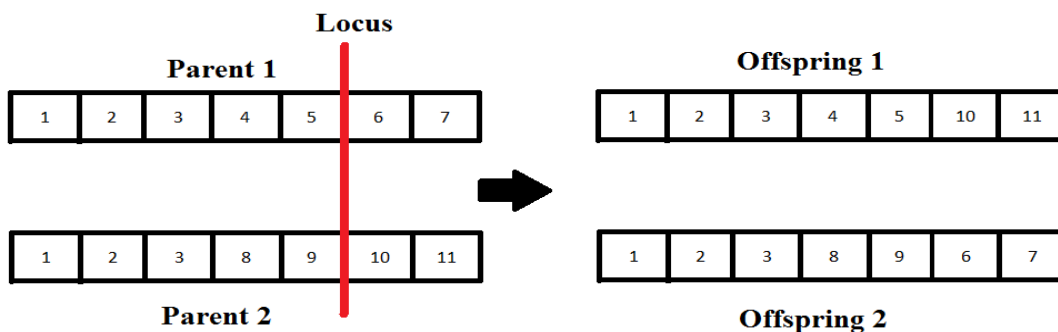 Locus
Parent 1
1 2 3 4 5 6 7
1 2 3 8 9 10 11
Parent 2
Offspring 1
1 2 3 4 5 10 11
1 2 3 8 9 6 7
Offspring 2